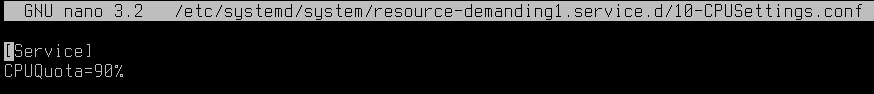 GNU nano 3.2 /etc/systemd/system/resource-demanding1.service.d/10-CPUSettings.conf
[Service]
CPUQuota=90%